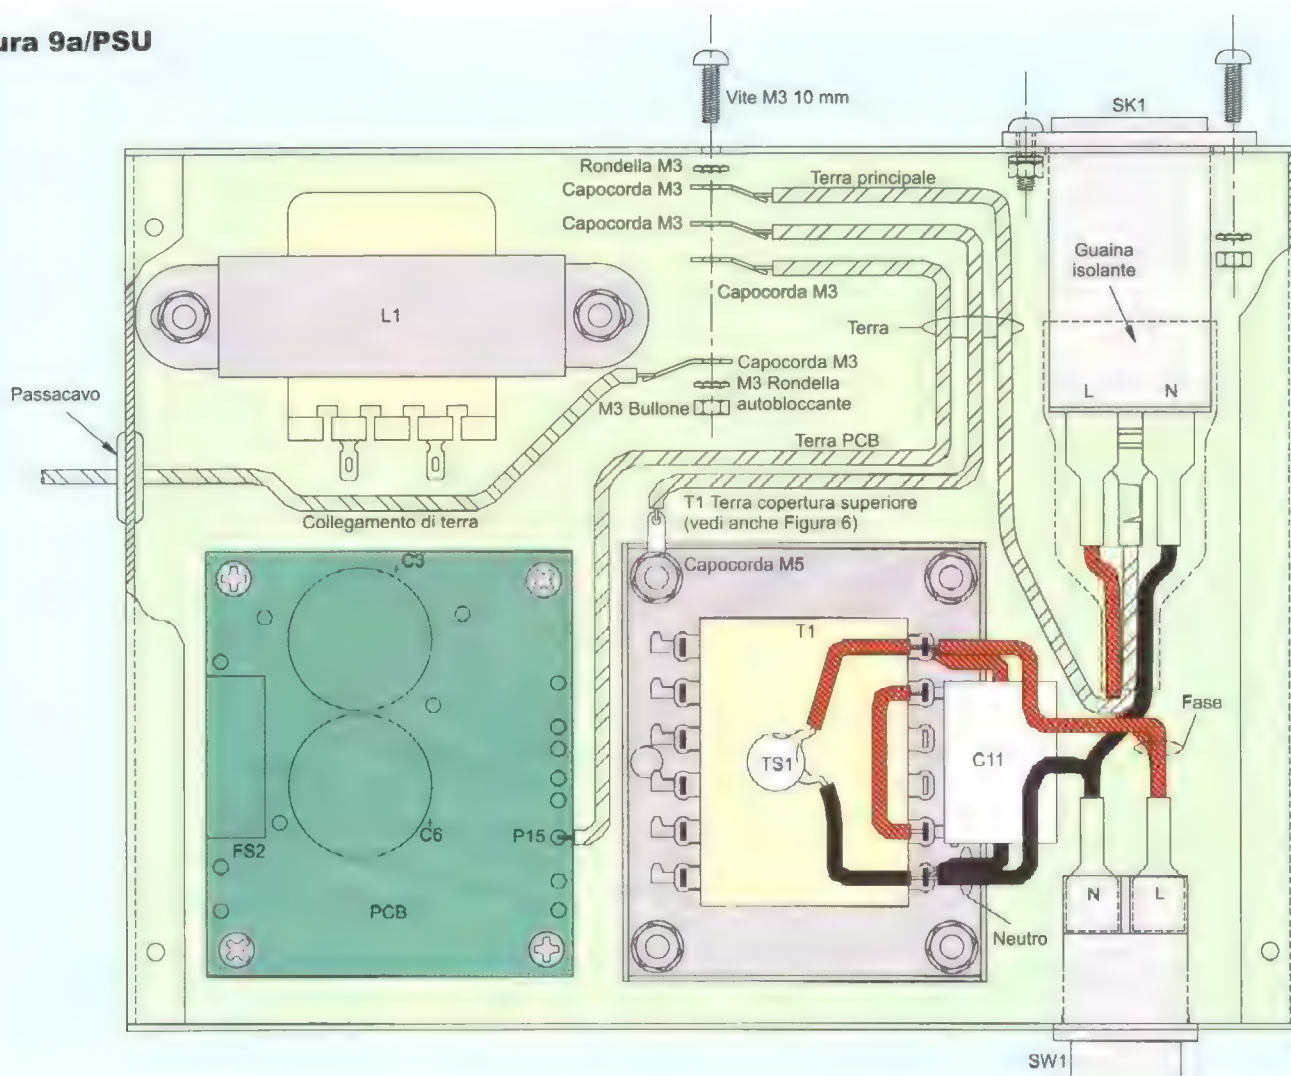 ura 9a/PSU
Vite M3 10 mm
SK1
Rondella M3
Capocorda M3
Terra principale
Capocorda M3
Guaina
isolante
Capocorda M3
L1
Terra
Capocorda M3
M3 Rondella
autobloccante
M3 Bullone
L
N
Passacavo
Terra PCB
T1 Terra copertura superiore
(vedi anche Figura 6)
Collegamento di terra
Capocorda M5
+
C3
T1
Fase
TS1
C11
+
C6
P15
FS2
PCB
N
L
Neutro
SW1